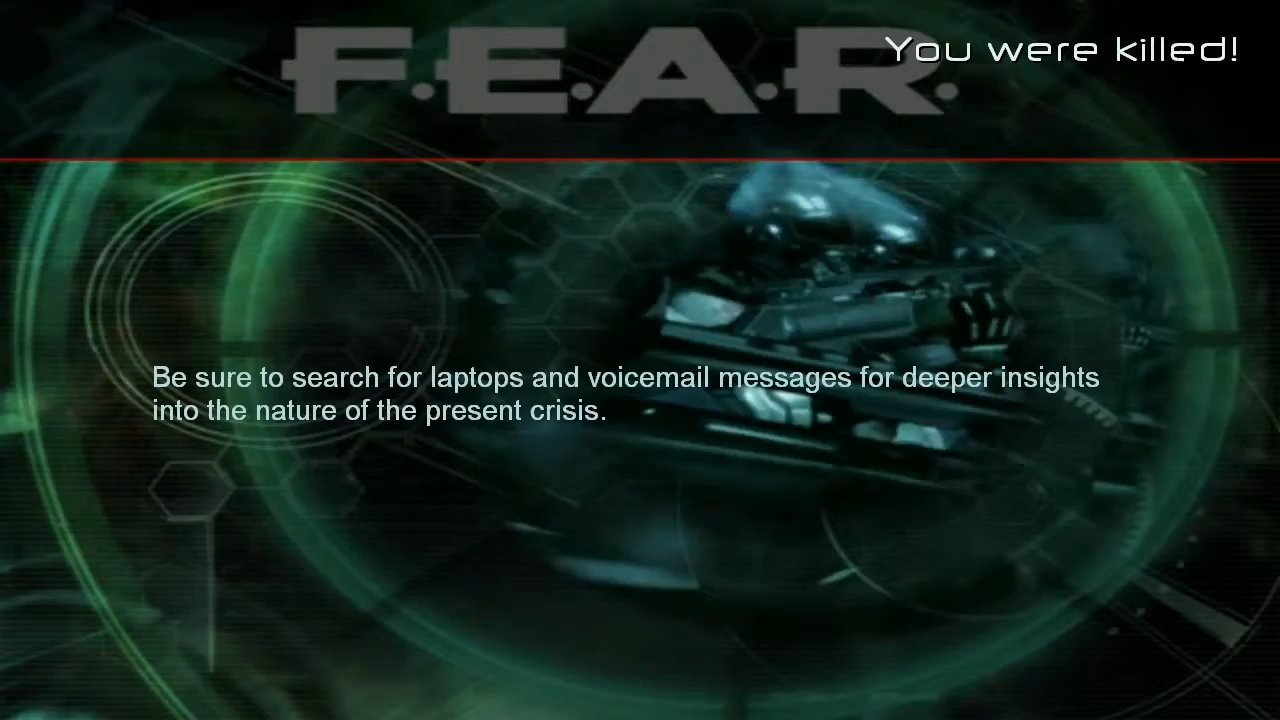 F.E.A.R.
You were killed!
Be sure to search for laptops and voicemail messages for deeper insights
into the nature of the present crisis.